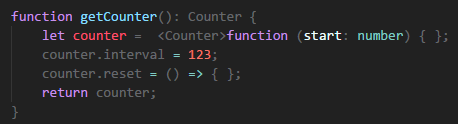 function getCounter(): Counter {
let counter =  <Counter>function (start: number) { };
counter.interval = 123;
counter.reset = () => { };
return counter;
}